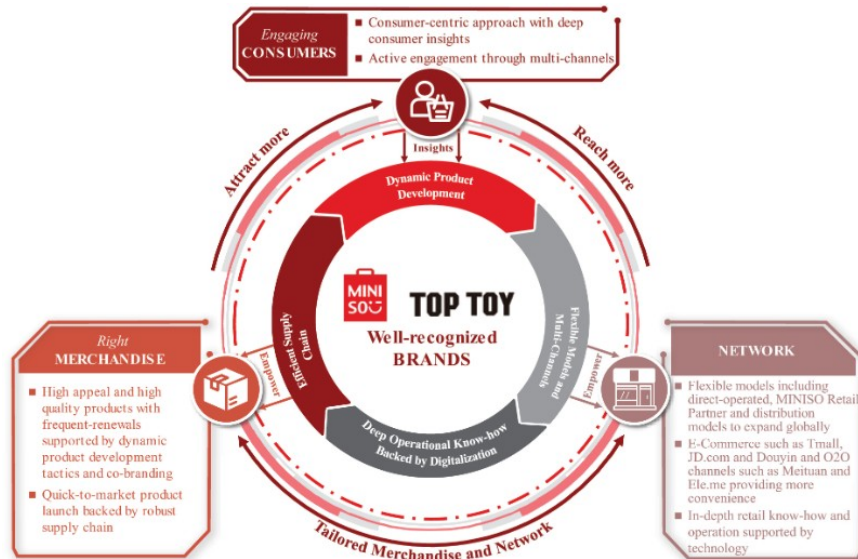 Engaging
CONSUMERS
▪ Consumer-centric approach with deep
consumer insights
▪ Active engagement through multi-channels
Attract more
Reach more
Insights
Dynamic Product
Development
Efficient Supply
Chain
Flexible Models and
Multi-Channels
Deep Operational Know-how
Backed by Digitalization
MINI
SO
TOP TOY
Well-recognized
BRANDS
Empower
Empower
Right
MERCHANDISE
▪ High appeal and high
quality products with
frequent-renewals
supported by dynamic
product development
tactics and co-branding
▪ Quick-to-market product
launch backed by robust
supply chain
NETWORK
▪ Flexible models including
direct-operated, MINISO Retail
Partner and distribution
models to expand globally
▪ E-Commerce such as Tmall,
JD.com and Douyin and O2O
channels such as Meituan and
Ele.me providing more
convenience
▪ In-depth retail know-how and
operation supported by
technology
Tailored Merchandise and Network